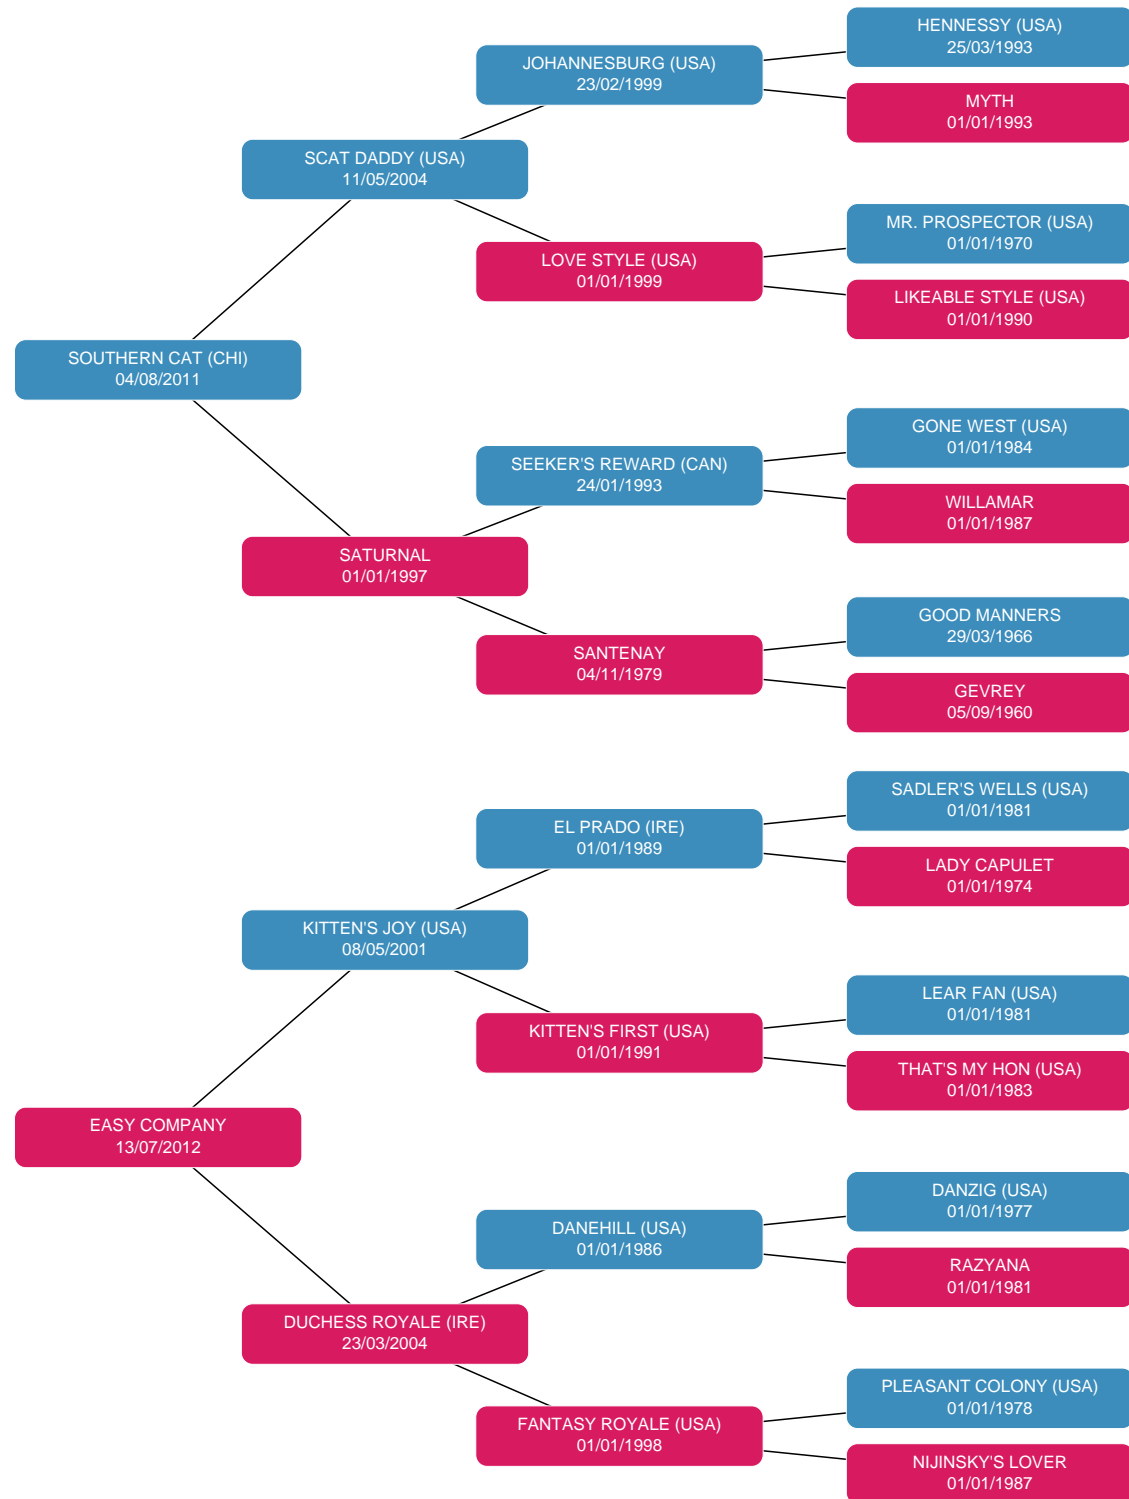 HENNESSY (USA)
25/03/1993
JOHANNESBURG (USA)
23/02/1999
MYTH
01/01/1993
SCAT DADDY (USA)
11/05/2004
MR. PROSPECTOR (USA)
01/01/1970
LOVE STYLE (USA)
01/01/1999
LIKEABLE STYLE (USA)
01/01/1990
SOUTHERN CAT (CHI)
04/08/2011
GONE WEST (USA)
01/01/1984
SEEKER'S REWARD (CAN)
24/01/1993
WILLAMAR
01/01/1987
SATURNAL
01/01/1997
GOOD MANNERS
29/03/1966
SANTENAY
04/11/1979
GEVREY
05/09/1960
SADLER'S WELLS (USA)
01/01/1981
EL PRADO (IRE)
01/01/1989
LADY CAPULET
01/01/1974
KITTEN'S JOY (USA)
08/05/2001
LEAR FAN (USA)
01/01/1981
KITTEN'S FIRST (USA)
01/01/1991
THAT'S MY HON (USA)
01/01/1983
EASY COMPANY
13/07/2012
DANZIG (USA)
01/01/1977
DANEHILL (USA)
01/01/1986
RAZYANA
01/01/1981
DUCHESS ROYALE (IRE)
23/03/2004
PLEASANT COLONY (USA)
01/01/1978
FANTASY ROYALE (USA)
01/01/1998
NIJINSKY'S LOVER
01/01/1987